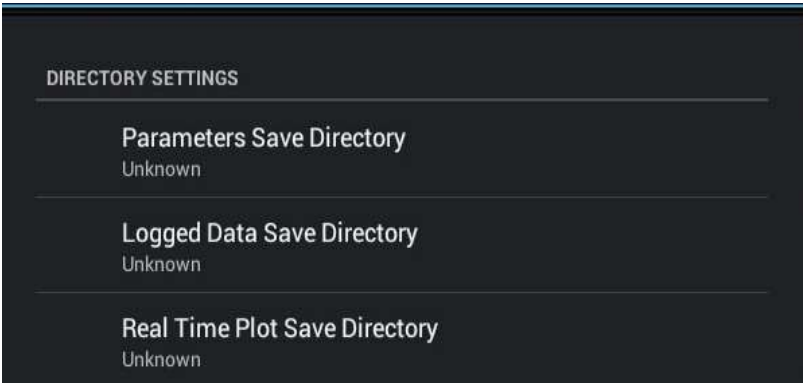 DIRECTORY SETTINGS
Parameters Save Directory
Unknown
Logged Data Save Directory
Unknown
Real Time Plot Save Directory
Unknown